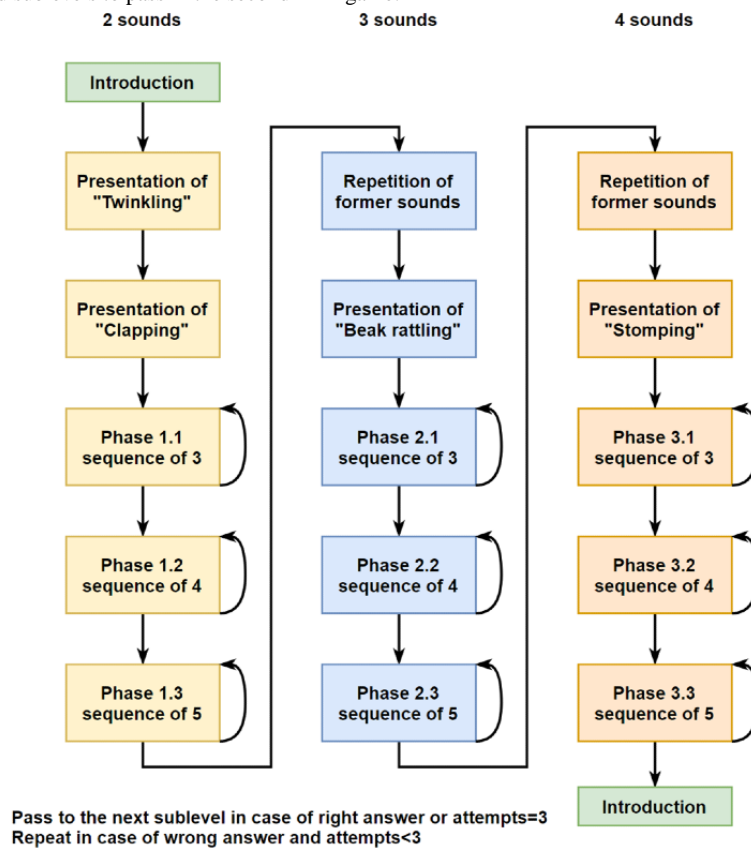 2 sounds
3 sounds
4 sounds
Introduction
Presentation of
"Twinkling"
Presentation of
"Clapping"
Phase 1.1
sequence of 3
Phase 1.2
sequence of 4
Phase 1.3
sequence of 5
Repetition of
former sounds
Presentation of
"Beak rattling"
Phase 2.1
sequence of 3
Phase 2.2
sequence of 4
Phase 2.3
sequence of 5
Repetition of
former sounds
Presentation of
"Stomping"
Phase 3.1
sequence of 3
Phase 3.2
sequence of 4
Phase 3.3
sequence of 5
Introduction
Pass to the next sublevel in case of right answer or attempts=3
Repeat in case of wrong answer and attempts<3